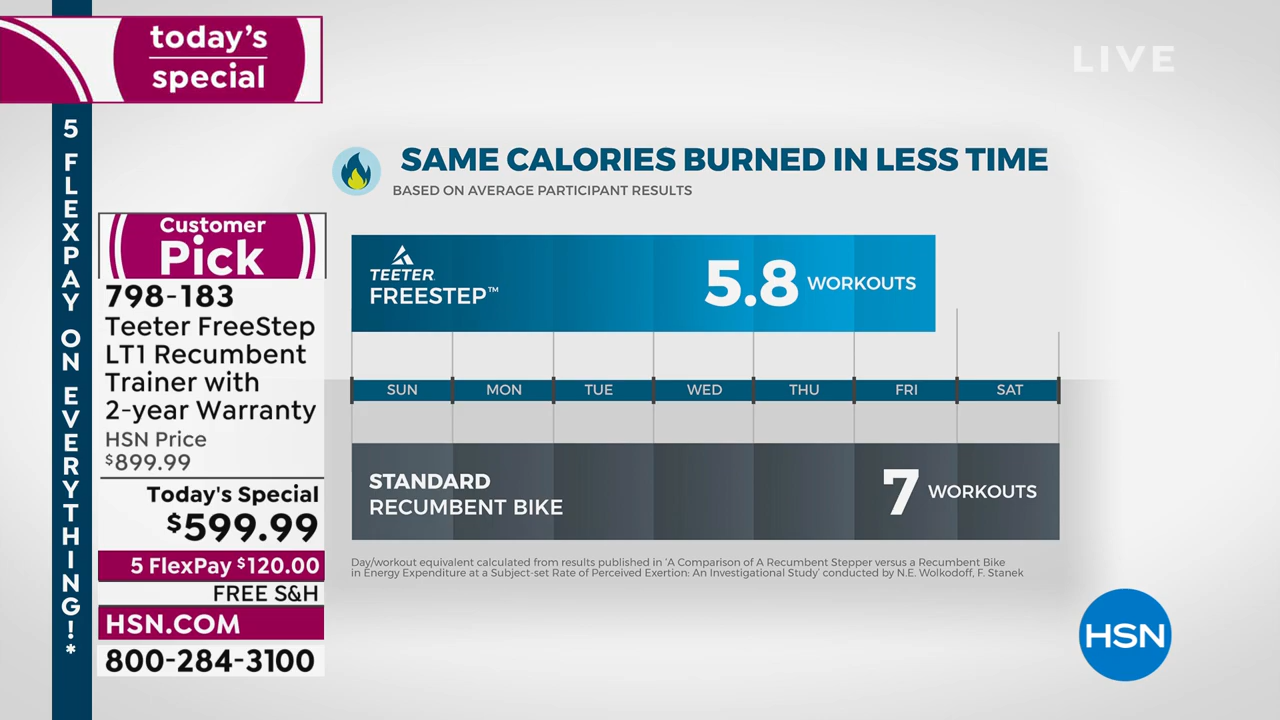 today's
special
LIVE
5 FLEXPAY ON EVERYTHING!*
Customer
Pick
798-183
Teeter FreeStep
LT1 Recumbent
Trainer with
2-year Warranty
HSN Price
$899.99
Today's Special
$599.99
5 FlexPay $120.00
FREE S&H
HSN.COM
800-284-3100
SAME CALORIES BURNED IN LESS TIME
BASED ON AVERAGE PARTICIPANT RESULTS
TEETER
FREESTEP™
5.8 WORKOUTS
SUN MON TUE WED THU FRI SAT
STANDARD
RECUMBENT BIKE
7 WORKOUTS
Day/workout equivalent calculated from results published in 'A Comparison of A Recumbent Stepper versus a Recumbent Bike
in Energy Expenditure at a Subject-set Rate of Perceived Exertion: An Investigational Study' conducted by N.E. Wolkodoff, F. Stanek
HSN